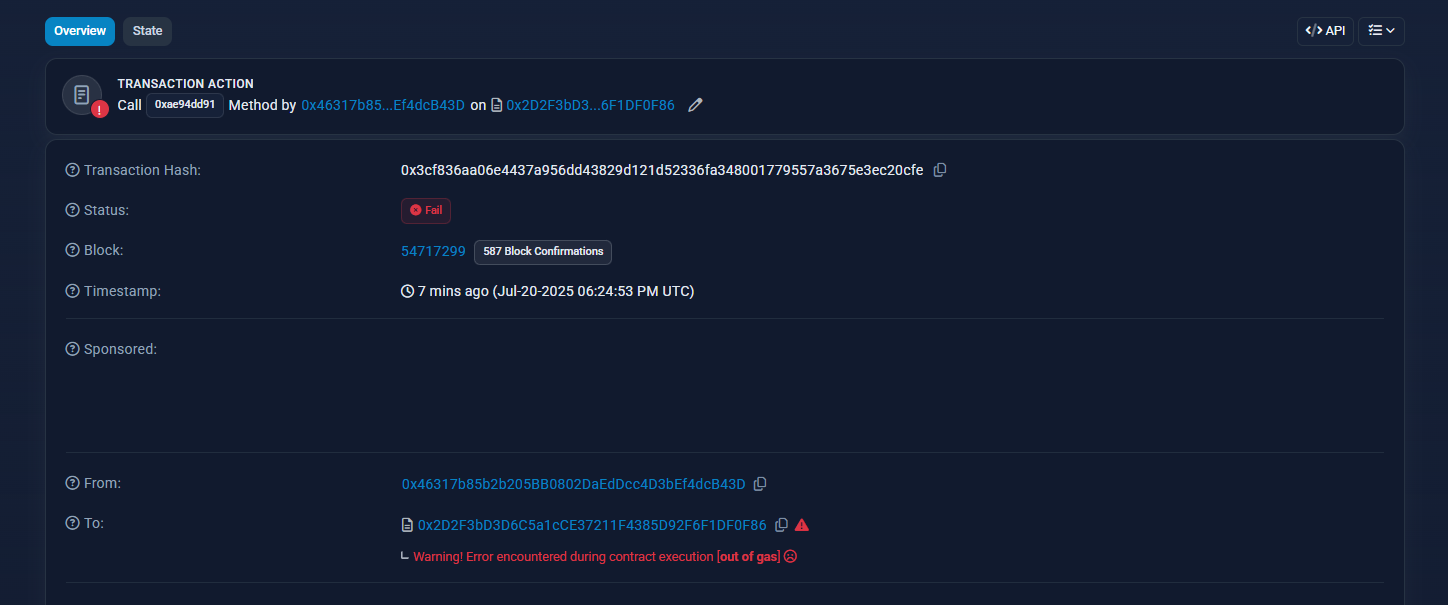 Overview State </> API
TRANSACTION ACTION
Call 0xae94dd91 Method by 0x46317b85...Ef4dcB43D on 0x2D2F3bD3...6F1DF0F86
Transaction Hash: 0x3cf836aa06e4437a956dd43829d121d52336fa348001779557a3675e3ec20cfe
Status: Fail
Block: 54717299 587 Block Confirmations
Timestamp: 7 mins ago (Jul-20-2025 06:24:53 PM UTC)
Sponsored:
From: 0x46317b85b2b205BB0802DaEdDcc4D3bEf4dcB43D
To: 0x2D2F3bD3D6C5a1cCE37211F4385D92F6F1DF0F86
Warning! Error encountered during contract execution [out of gas]